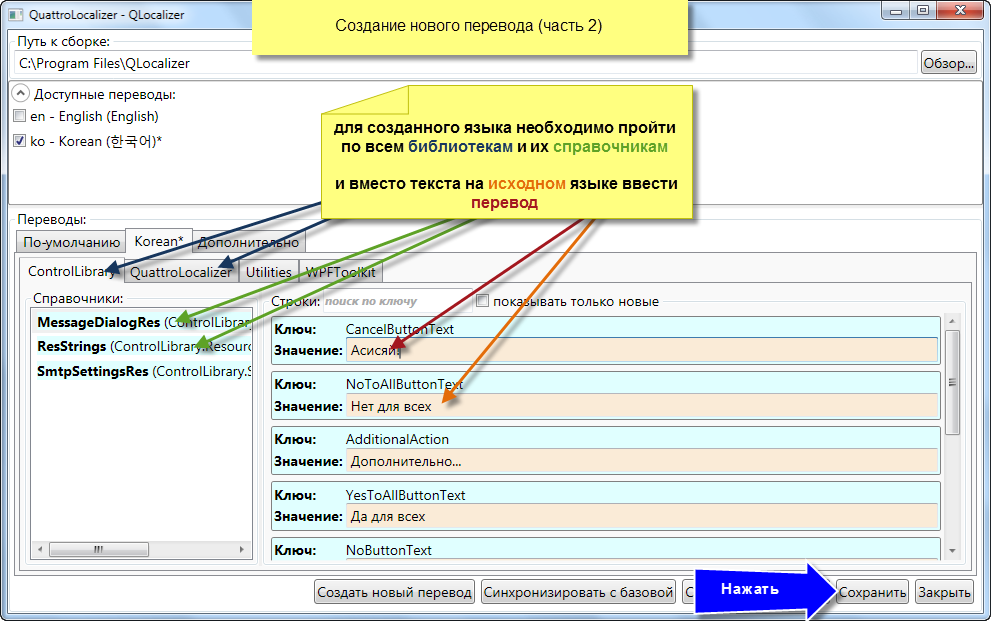 QuattroLocalizer - QLocalizer
Создание нового перевода (часть 2)
Путь к сборке:
C:\Program Files\QLocalizer
Обзор...
Доступные переводы:
en - English (English)
ko - Korean (한국어)*
для созданного языка необходимо пройти
по всем библиотекам и их справочникам
и вместо текста на исходном языке ввести
перевод
Переводы:
По-умолчанию
Korean*
Дополнительно
ControlLibrary
QuattroLocalizer
Utilities
WPFToolkit
Справочники:
MessageDialogRes (ControlLibrar
ResStrings (ControlLibrary.Resourc
SmtpSettingsRes (ControlLibrary.S
Строки:
поиск по ключу
показывать только новые
Ключ: CancelButtonText
Значение: Асисяй!
Ключ: NoToAllButtonText
Значение: Нет для всех
Ключ: AdditionalAction
Значение: Дополнительно...
Ключ: YesToAllButtonText
Значение: Да для всех
Ключ: NoButtonText
Создать новый перевод
Синхронизировать с базовой
Нажать
Сохранить
Закрыть